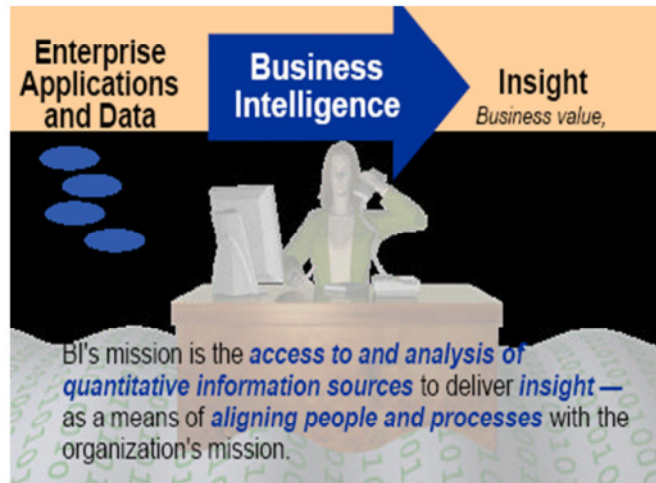 Enterprise
Applications
and Data
Business
Intelligence
Insight
Business value,
BI's mission is the access to and analysis of
quantitative information sources to deliver insight —
as a means of aligning people and processes with the
organization's mission.